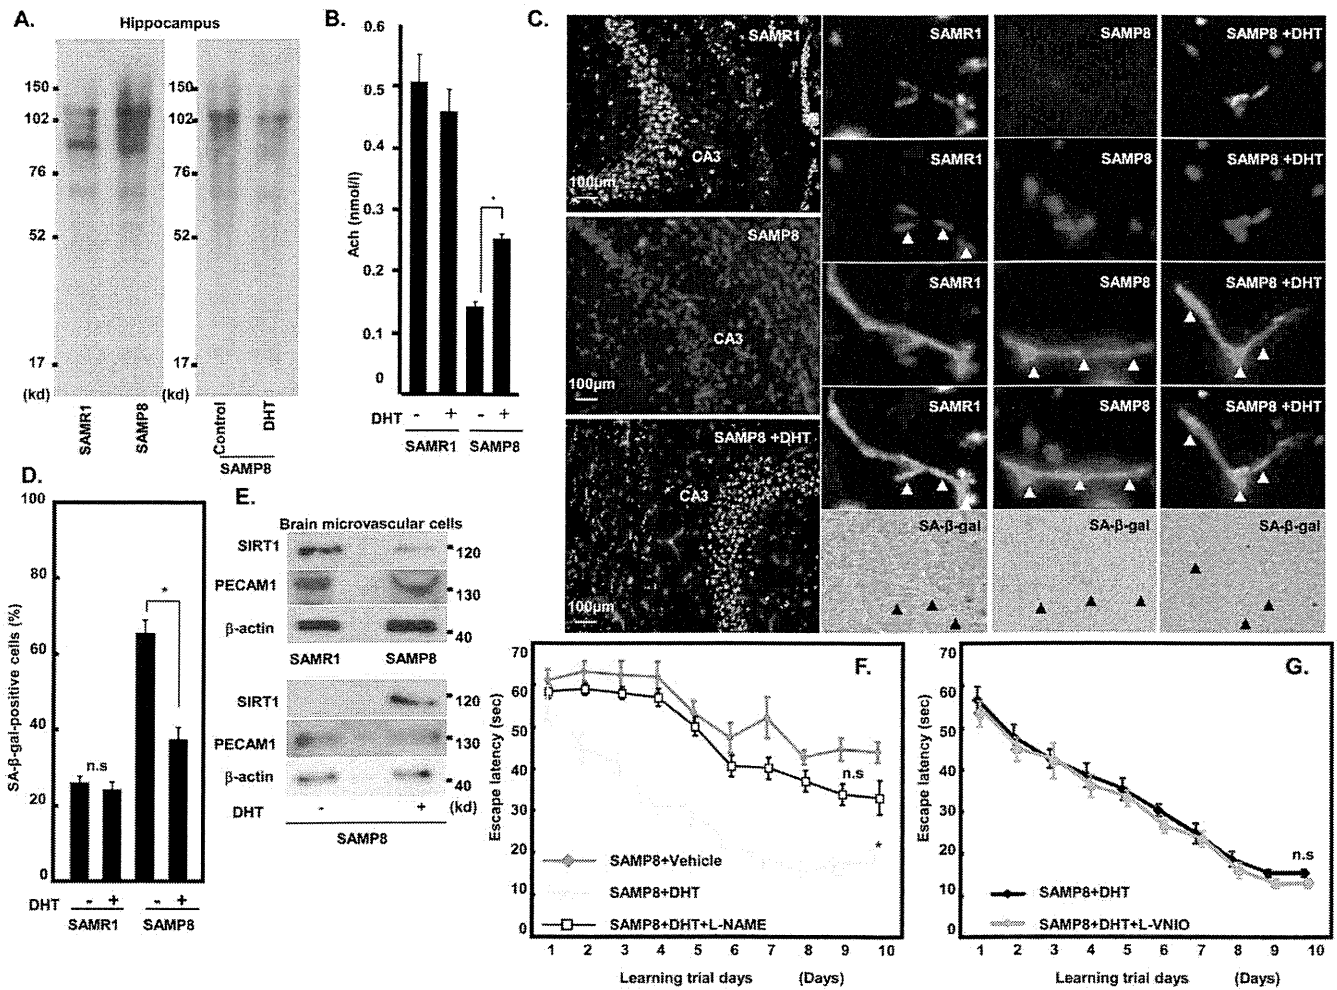 A.
Hippocampus
150
102
76
52
17
(kd)
150
102
76
52
17
(kd)
SAMR1
SAMP8
Control
DHT
SAMP8
B.
Ach (nmol/l)
0.6
0.5
0.4
0.3
0.2
0.1
0
*
DHT - + - +
SAMR1 SAMP8
C.
SAMR1
CA3
100μm
SAMP8
CA3
100μm
SAMP8 +DHT
CA3
100μm
SAMR1 SAMP8 SAMP8 +DHT
SAMR1 SAMP8 SAMP8 +DHT
SAMR1 SAMP8 SAMP8 +DHT
SAMR1 SAMP8 SAMP8 +DHT
SA-β-gal SA-β-gal SA-β-gal
D.
SA-β-gal-positive cells (%)
100
80
60
40
20
0
n.s
*
DHT - + - +
SAMR1 SAMP8
E.
Brain microvascular cells
SIRT1 120
PECAM1 130
β-actin 40
SAMR1 SAMP8
SIRT1 120
PECAM1 130
β-actin 40
DHT - + (kd)
SAMP8
F.
Escape latency (sec)
70
60
50
40
30
20
10
0
n.s
*
SAMP8+Vehicle
SAMP8+DHT
SAMP8+DHT+L-NAME
1 2 3 4 5 6 7 8 9 10
Learning trial days (Days)
G.
Escape latency (sec)
70
60
50
40
30
20
10
0
n.s
SAMP8+DHT
SAMP8+DHT+L-VNIO
1 2 3 4 5 6 7 8 9 10
Learning trial days (Days)